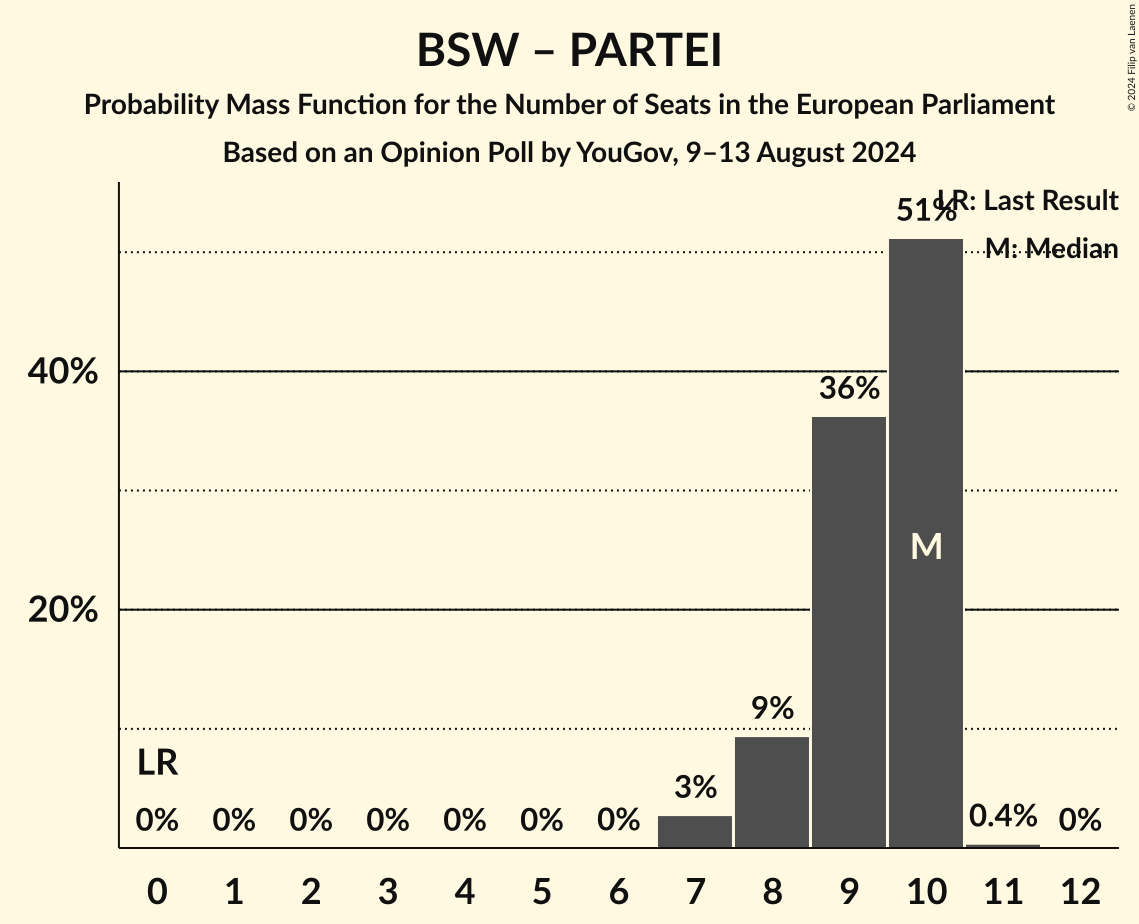 BSW – PARTEI
Probability Mass Function for the Number of Seats in the European Parliament
Based on an Opinion Poll by YouGov, 9–13 August 2024
© 2024 Filip van Laenen
LR: Last Result
M: Median
51%
40%
36%
M
20%
9%
LR
3%
0% 0% 0% 0% 0% 0% 0% 0.4% 0%
0 1 2 3 4 5 6 7 8 9 10 11 12